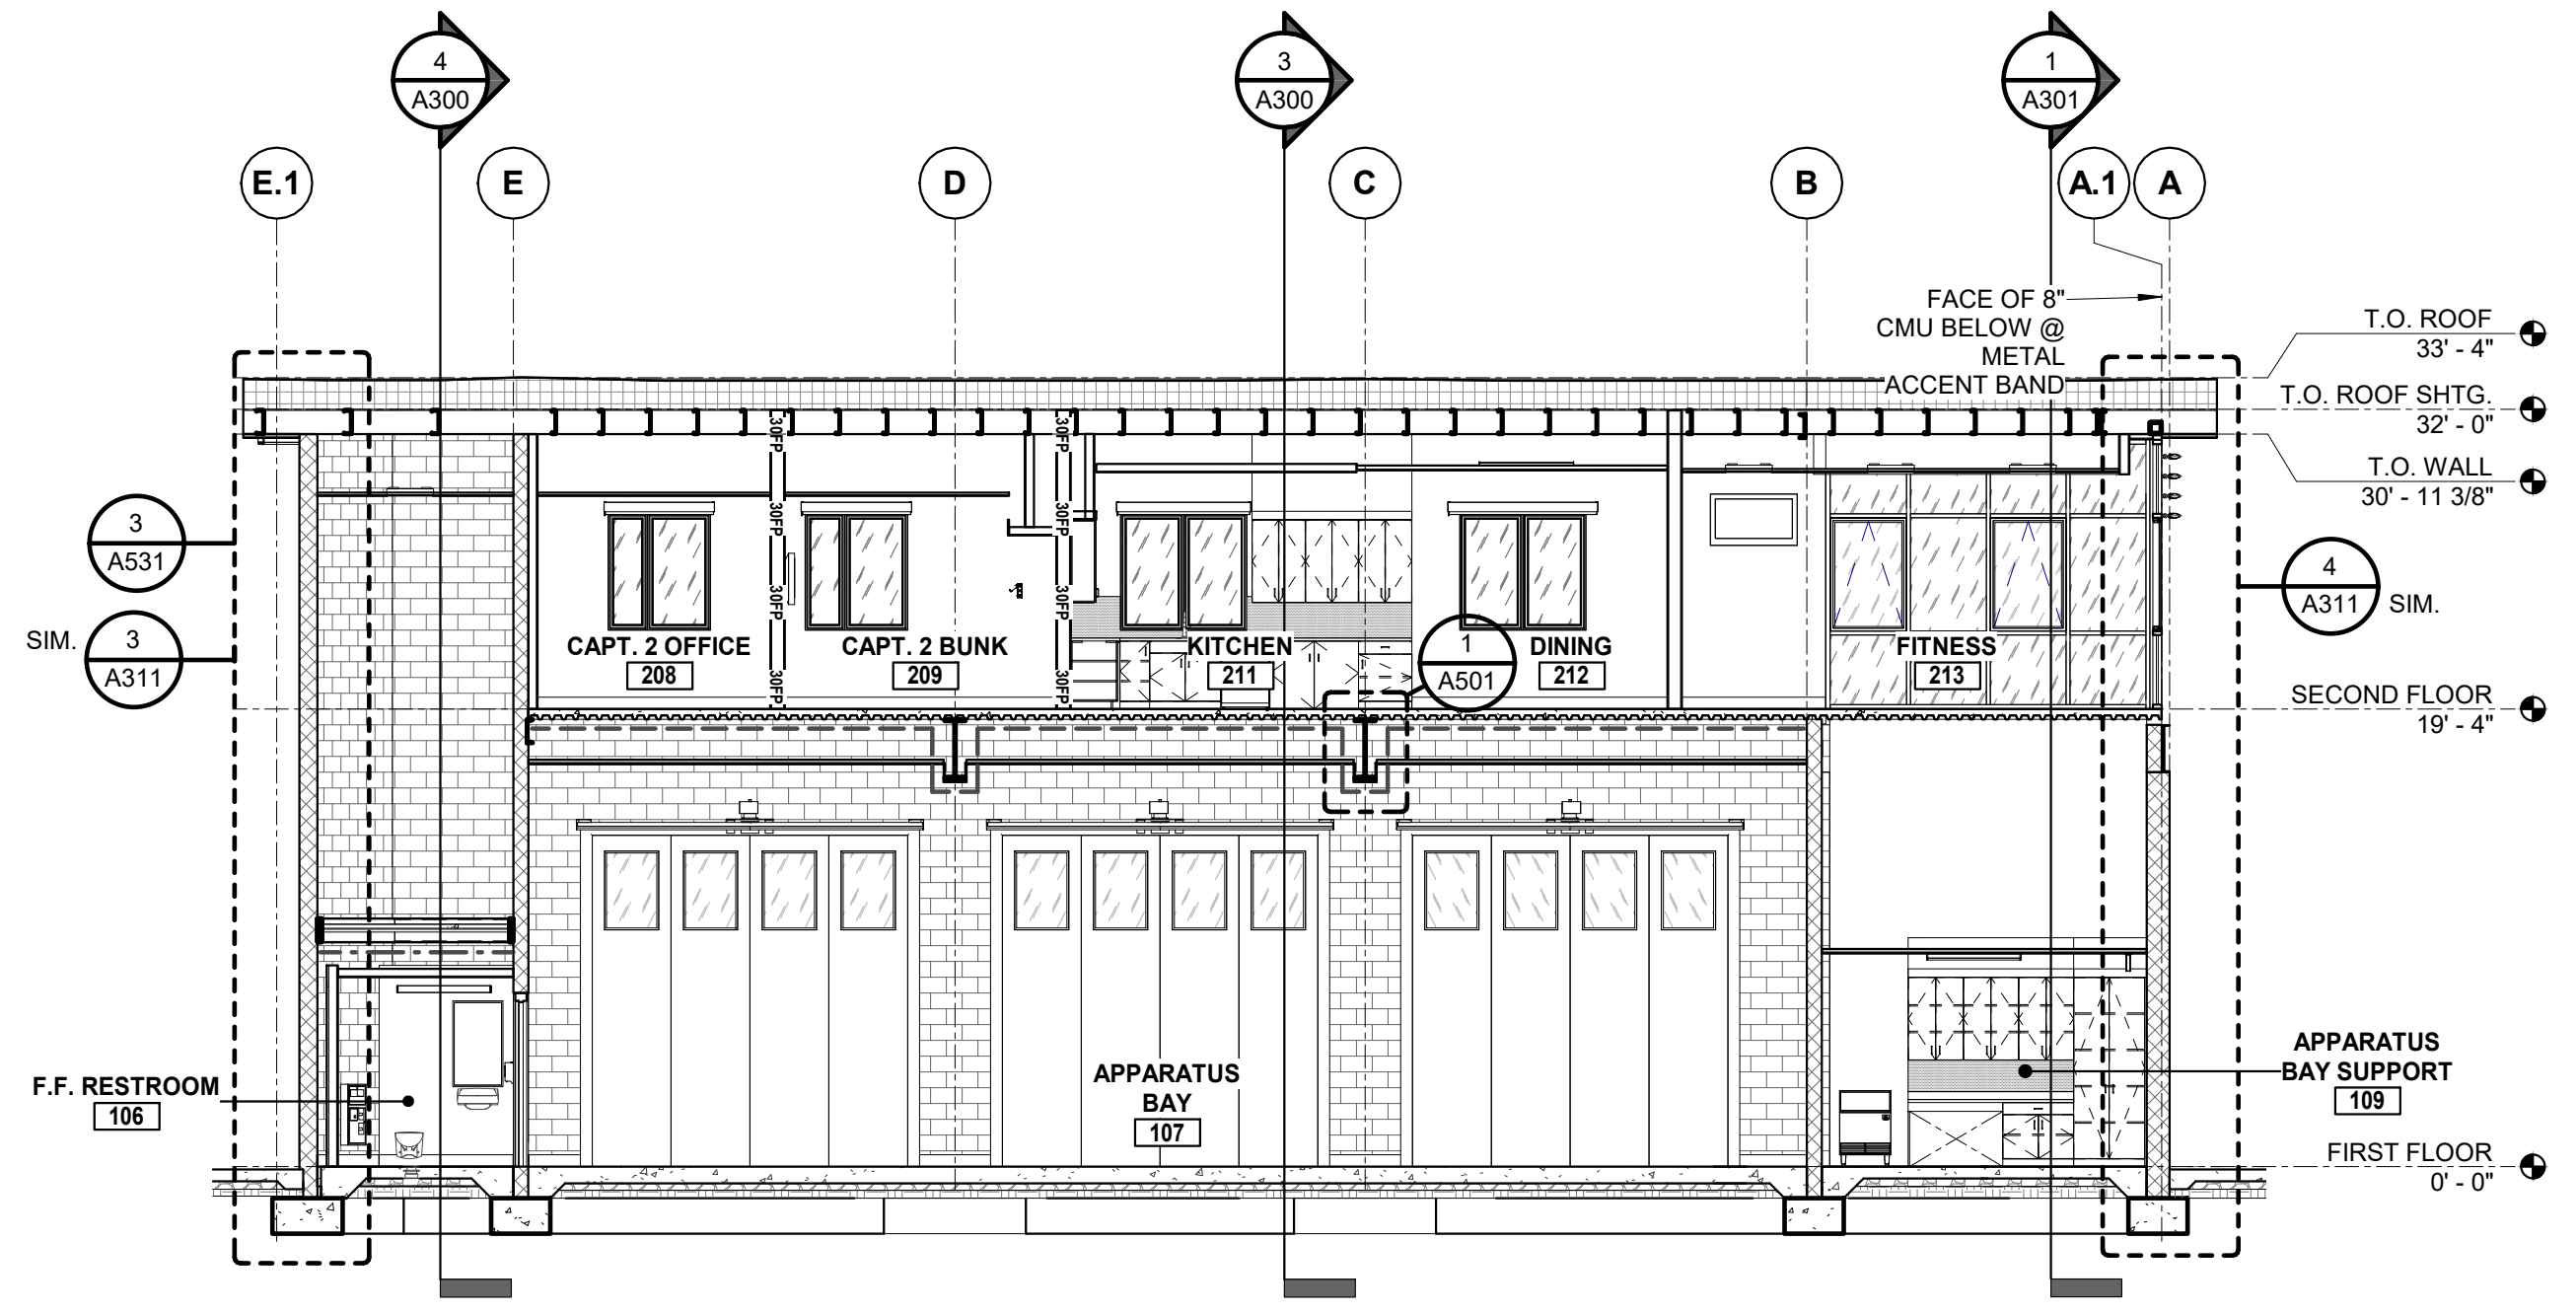 4
A300
3
A300
1
A301
E.1
E
D
C
B
A.1
A
FACE OF 8"
CMU BELOW @
METAL
ACCENT BAND
T.O. ROOF
33' - 4"
T.O. ROOF SHTG.
32' - 0"
T.O. WALL
30' - 11 3/8"
30FP
30FP
30FP
30FP
30FP
30FP
30FP
30FP
3
A531
SIM.
3
A311
4
A311
SIM.
CAPT. 2 OFFICE
208
CAPT. 2 BUNK
209
KITCHEN
211
1
A501
DINING
212
FITNESS
213
SECOND FLOOR
19' - 4"
F.F. RESTROOM
106
APPARATUS
BAY
107
APPARATUS
BAY SUPPORT
109
FIRST FLOOR
0' - 0"